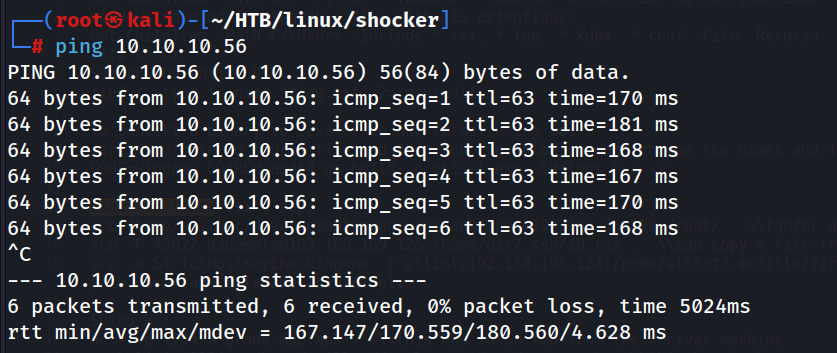 ┌──(root㉿kali)-[~/HTB/linux/shocker]
└─# ping 10.10.10.56
PING 10.10.10.56 (10.10.10.56) 56(84) bytes of data.
64 bytes from 10.10.10.56: icmp_seq=1 ttl=63 time=170 ms
64 bytes from 10.10.10.56: icmp_seq=2 ttl=63 time=181 ms
64 bytes from 10.10.10.56: icmp_seq=3 ttl=63 time=168 ms
64 bytes from 10.10.10.56: icmp_seq=4 ttl=63 time=167 ms
64 bytes from 10.10.10.56: icmp_seq=5 ttl=63 time=170 ms
64 bytes from 10.10.10.56: icmp_seq=6 ttl=63 time=168 ms
^C
--- 10.10.10.56 ping statistics ---
6 packets transmitted, 6 received, 0% packet loss, time 5024ms
rtt min/avg/max/mdev = 167.147/170.559/180.560/4.628 ms